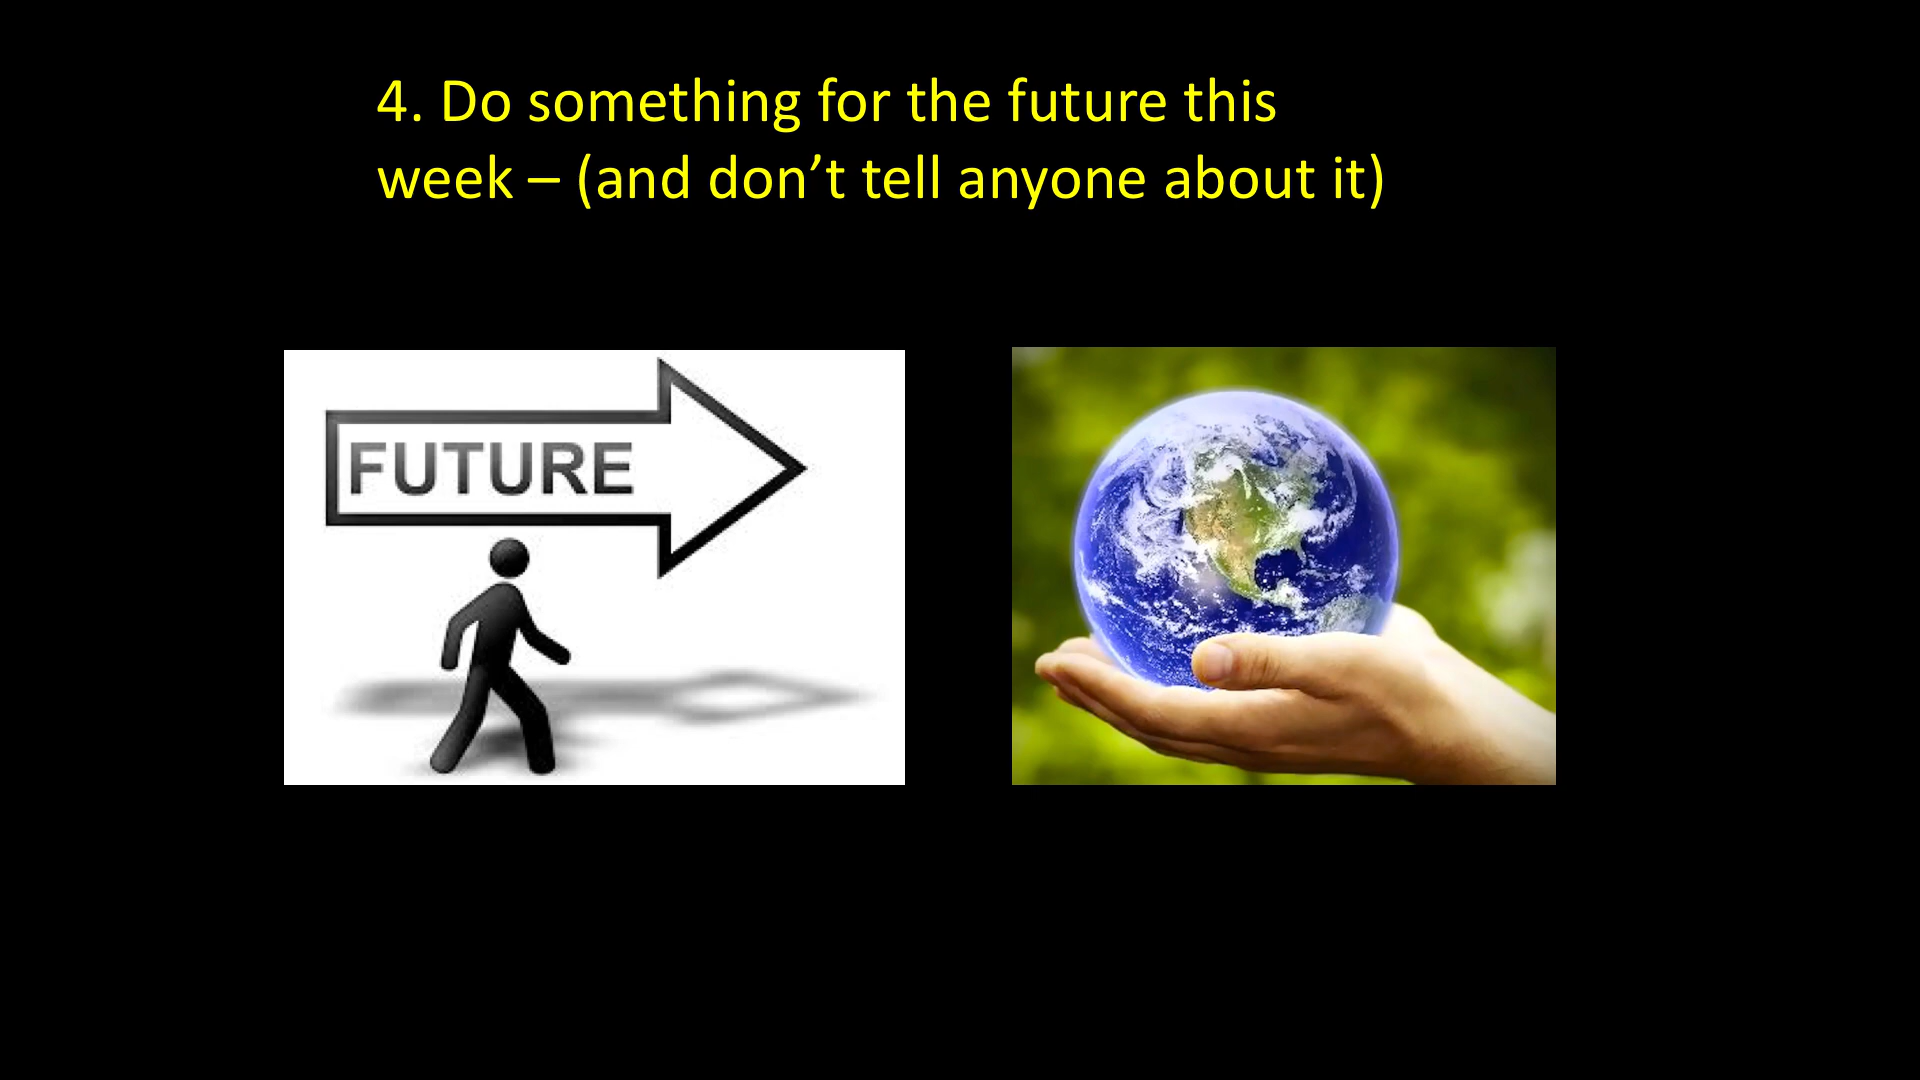 4. Do something for the future this
week – (and don’t tell anyone about it)
FUTURE